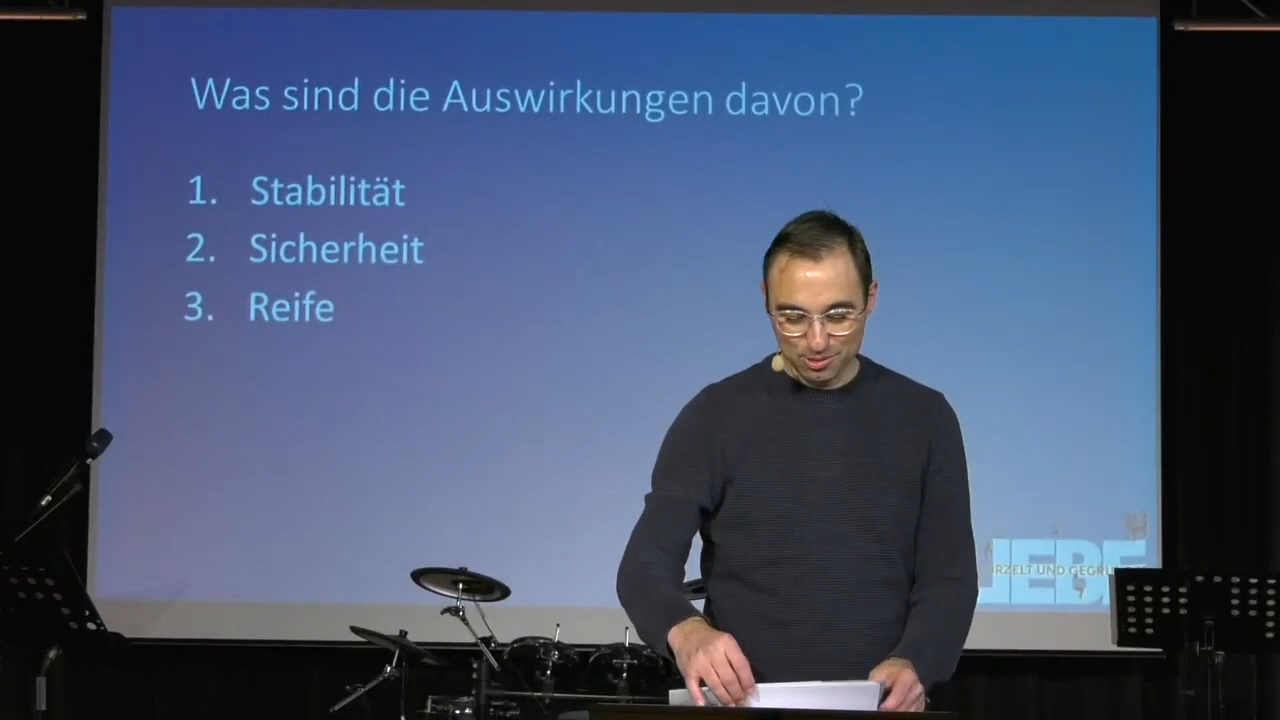 Was sind die Auswirkungen davon?
1. Stabilität
2. Sicherheit
3. Reife